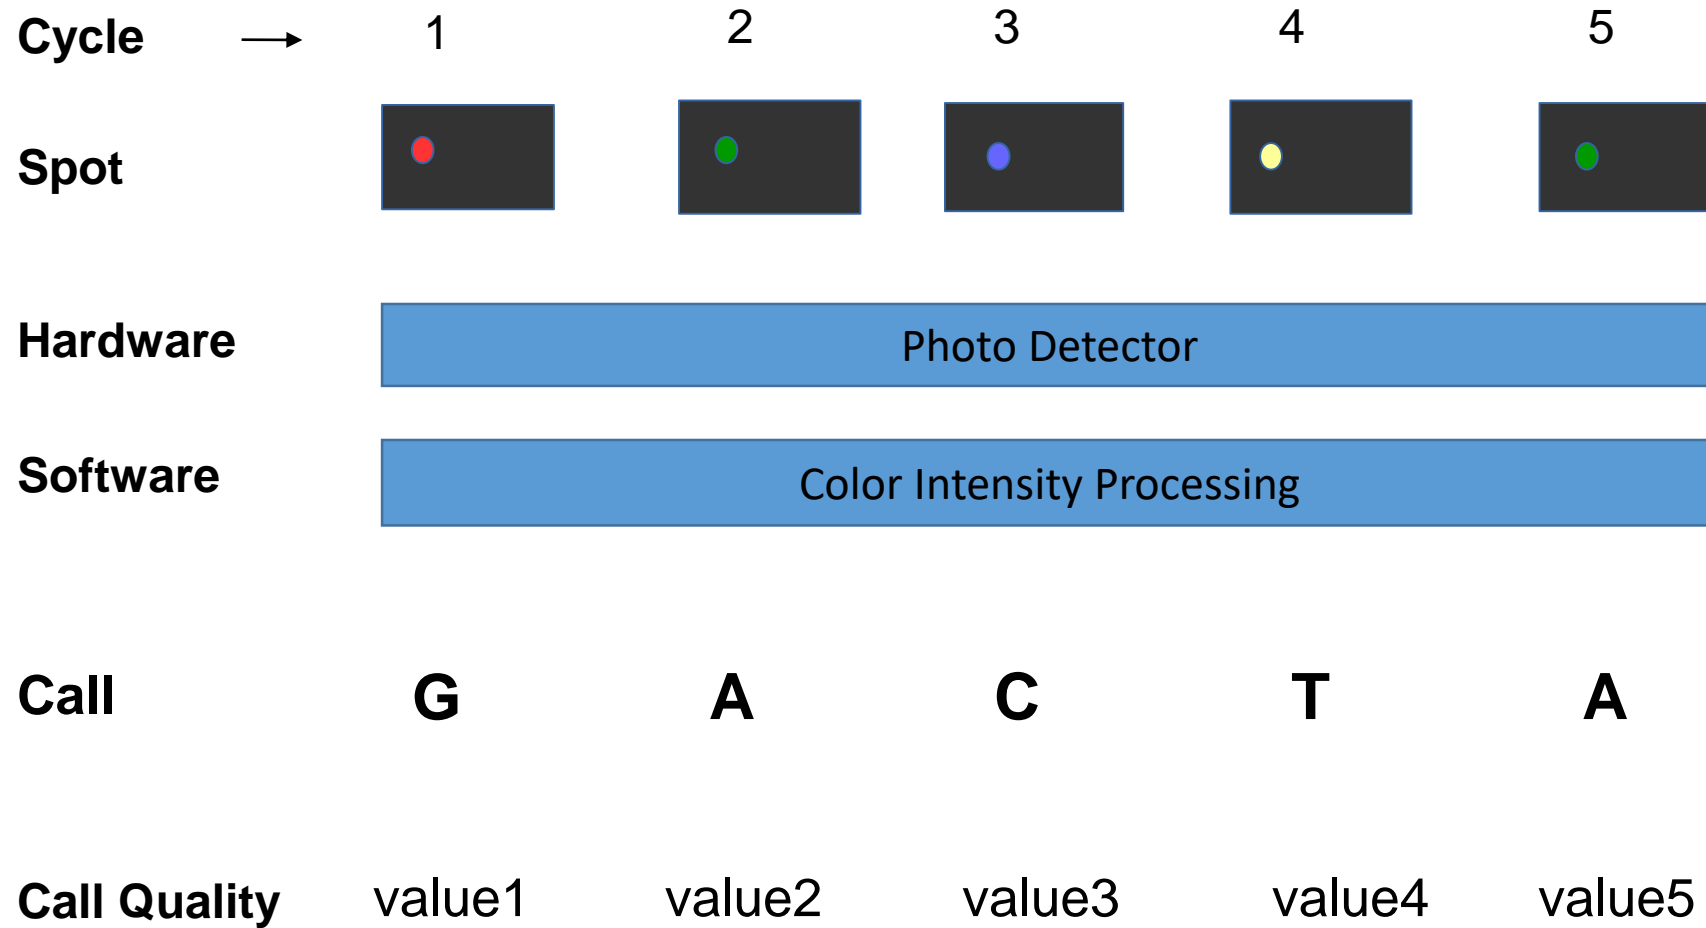 Cycle → 1 2 3 4 5
Spot
Hardware Photo Detector
Software Color Intensity Processing
Call G A C T A
Call Quality value1 value2 value3 value4 value5